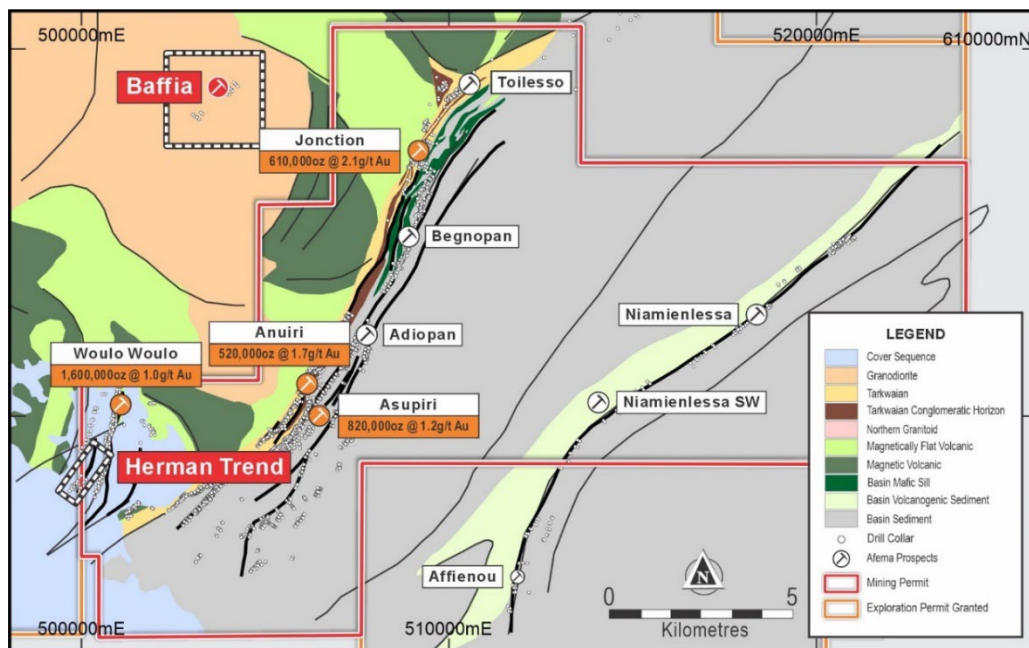 500000mE
520000mE
610000mN
Baffia
Toilesso
Jonction
610,000oz @ 2.1g/t Au
Begnopan
Anuiri
520,000oz @ 1.7g/t Au
Adiopan
Niamienlessa
Woulo Woulo
1,600,000oz @ 1.0g/t Au
Asupiri
820,000oz @ 1.2g/t Au
Niamienlessa SW
Herman Trend
Affienou
N
0
5
Kilometres
500000mE
510000mE
LEGEND
Cover Sequence
Granodiorite
Tarkwaian
Tarkwaian Conglomeratic Horizon
Northern Granitoid
Magnetically Flat Volcanic
Magnetic Volcanic
Basin Mafic Sill
Basin Volcanogenic Sediment
Basin Sediment
Drill Collar
Afema Prospects
Mining Permit
Exploration Permit Granted